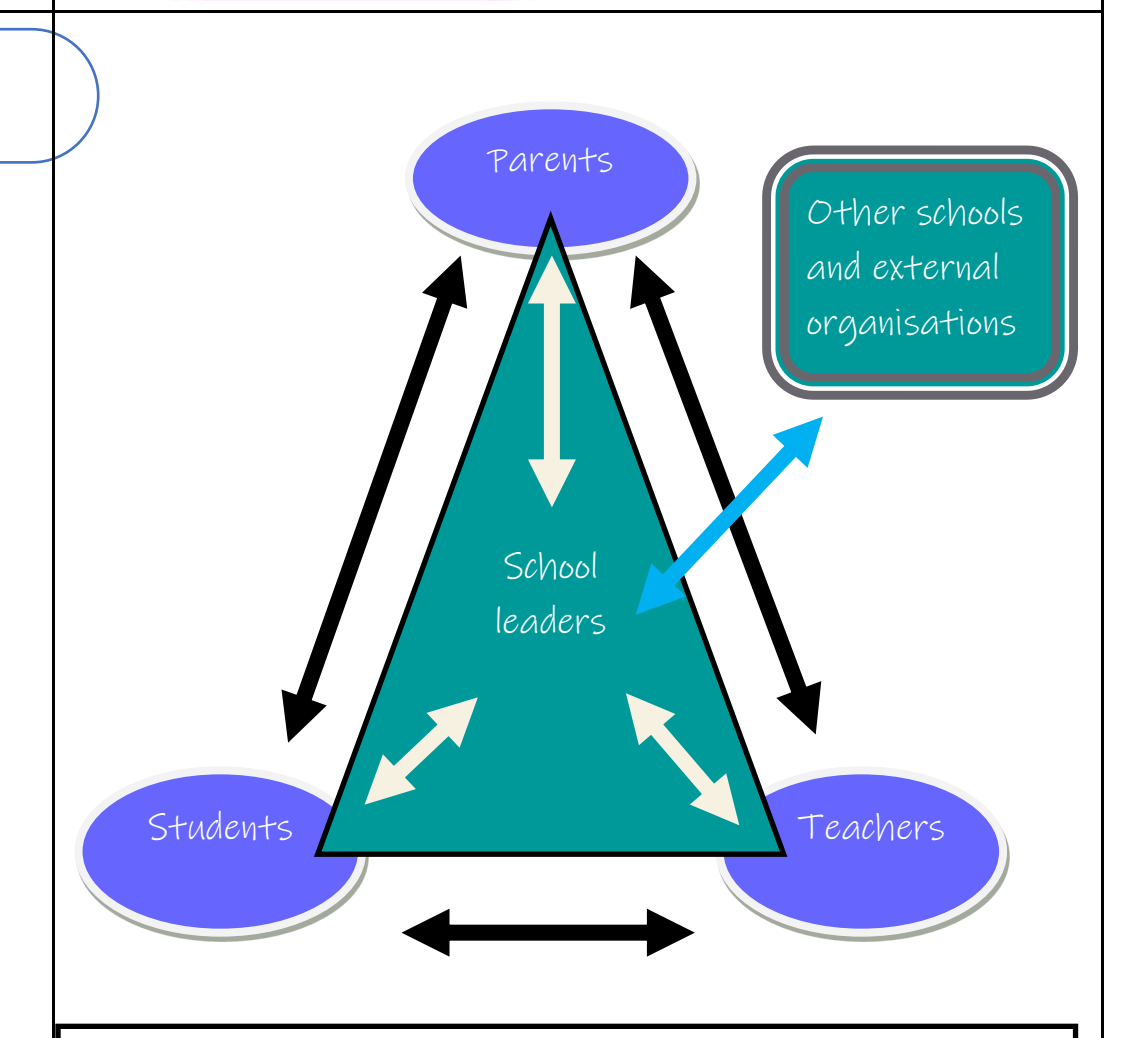 Parents
Other schools
and external
organisations
School
leaders
Students
Teachers